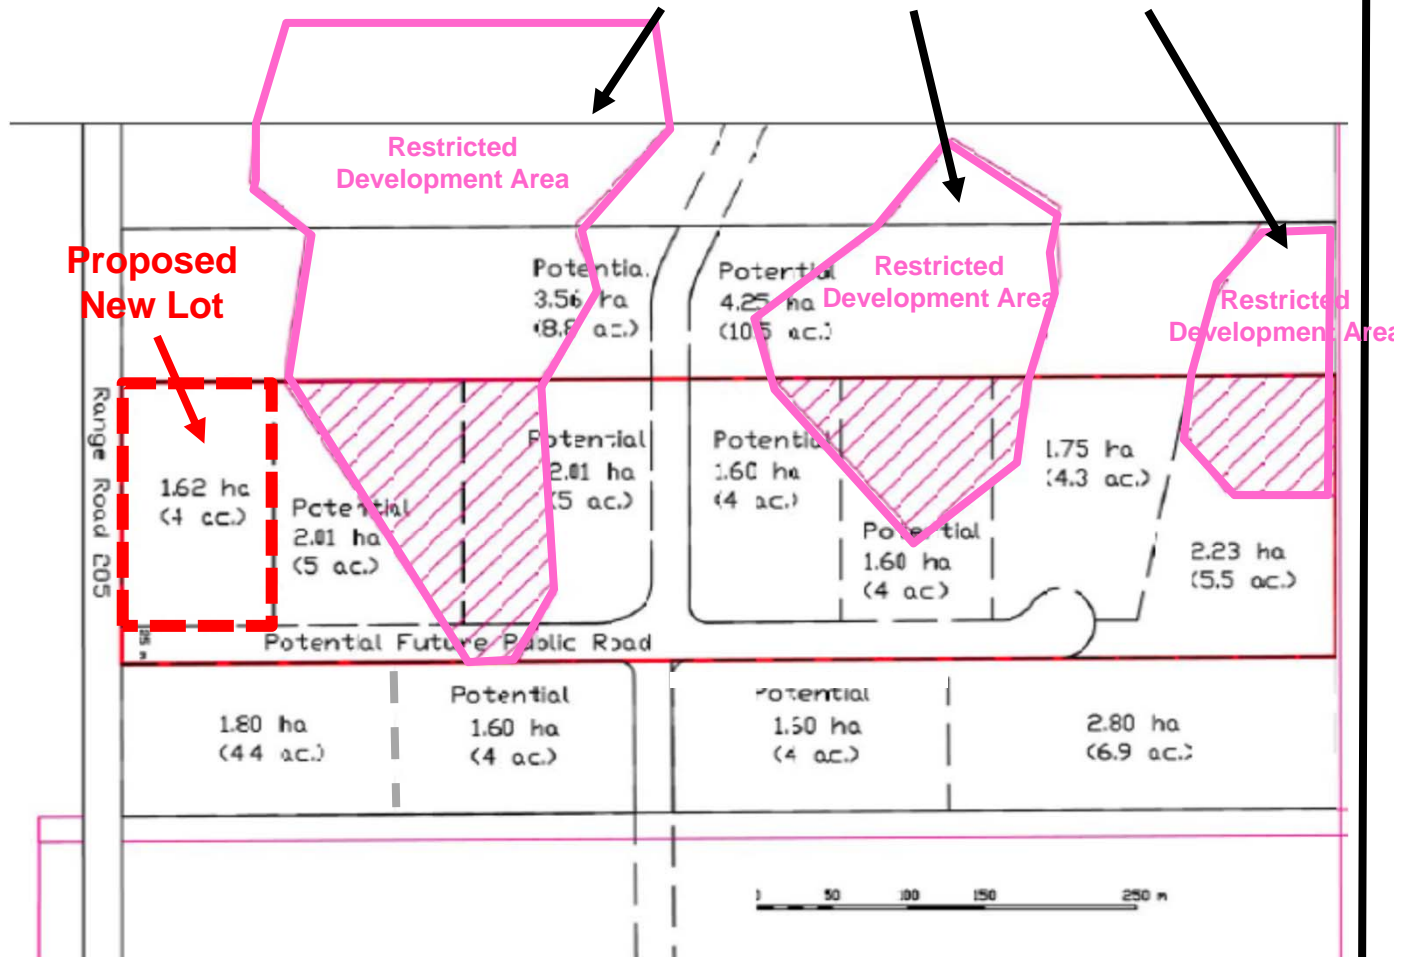 Restricted
Development Area
Proposed
New Lot
Potential
3.56 ha
(8.8 ac.)
Potential
4.25 ha
(10.5 ac.)
Restricted
Development Area
Restricted
Development Area
Range Road 205
1.62 ha
(4 ac.)
Potential
2.01 ha
(5 ac.)
Potential
2.01 ha
(5 ac.)
Potential
1.60 ha
(4 ac.)
Potential
1.60 ha
(4 ac)
1.75 ha
(4.3 ac.)
2.23 ha
(5.5 ac.)
25 m
Potential Future Public Road
1.80 ha
(4.4 ac.)
Potential
1.60 ha
(4 ac.)
Potential
ha
(4 ac.)
2.80 ha
(6.9 ac.)
0 50 100 150 250 m